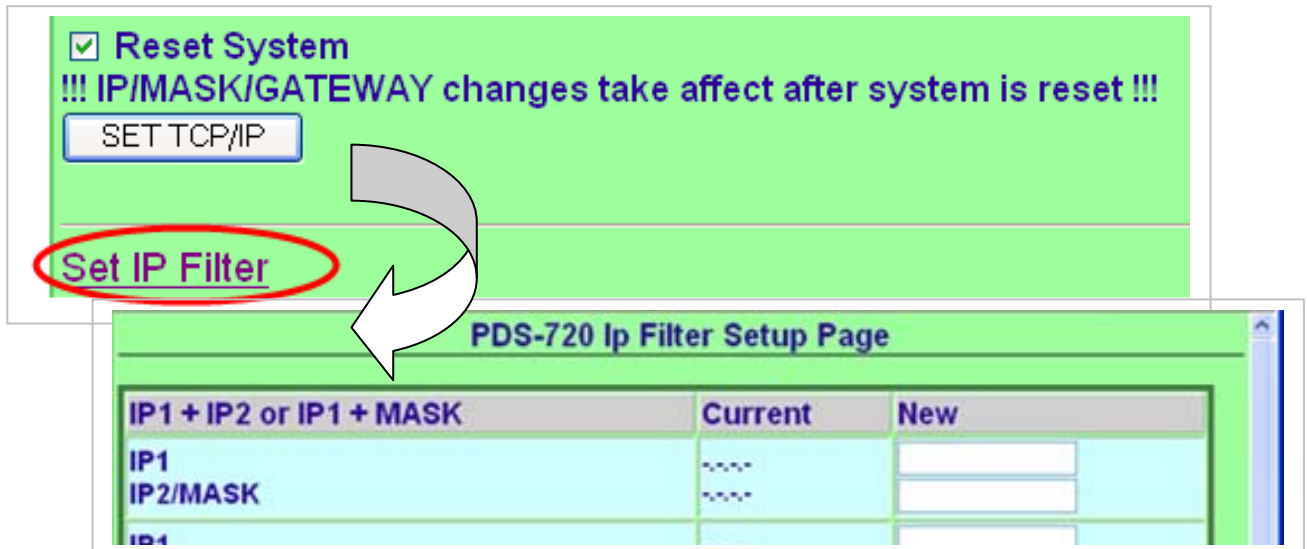 Reset System
!!! IP/MASK/GATEWAY changes take affect after system is reset !!!
SET TCP/IP
Set IP Filter
PDS-720 Ip Filter Setup Page
IP1 + IP2 or IP1 + MASK Current New
IP1 -.-.-.-
IP2/MASK -.-.-.-
IP1